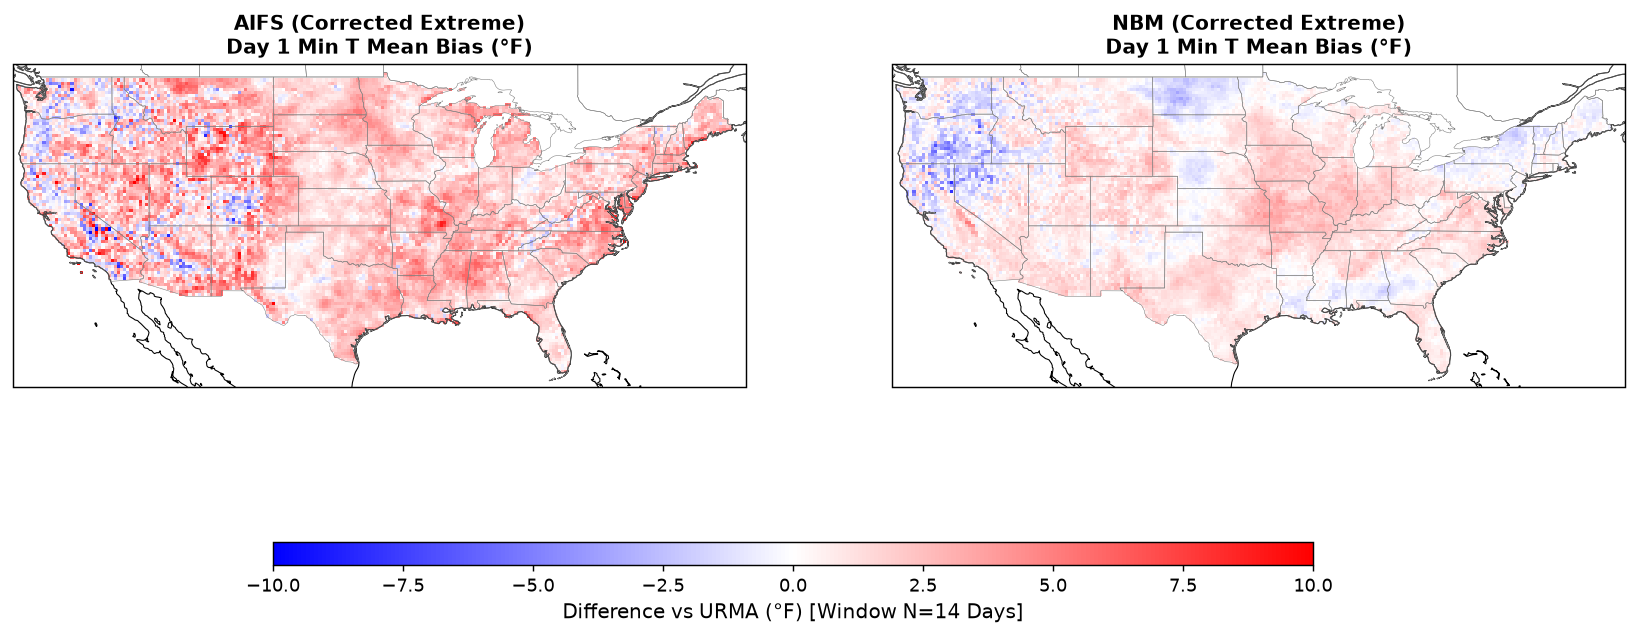 AIFS (Corrected Extreme)
Day 1 Min T Mean Bias (°F)
NBM (Corrected Extreme)
Day 1 Min T Mean Bias (°F)
−10.0 −7.5 −5.0 −2.5 0.0 2.5 5.0 7.5 10.0
Difference vs URMA (°F) [Window N=14 Days]